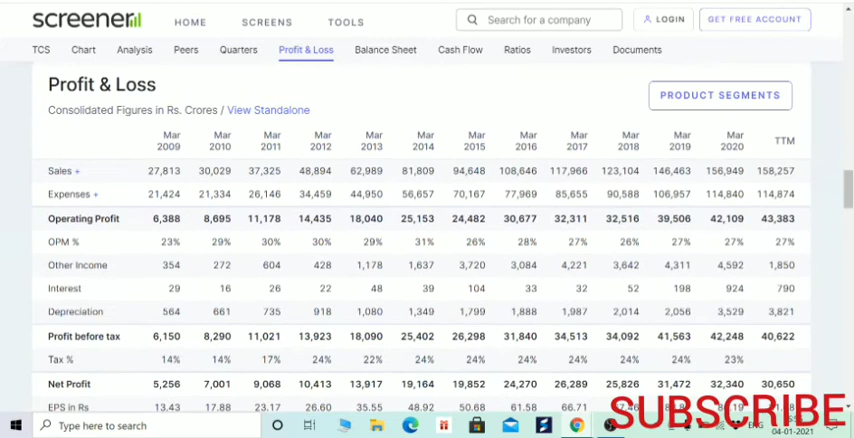 screener HOME SCREENS TOOLS Search for a company LOGIN GET FREE ACCOUNT
TCS Chart Analysis Peers Quarters Profit & Loss Balance Sheet Cash Flow Ratios Investors Documents
Profit & Loss
PRODUCT SEGMENTS
Consolidated Figures in Rs. Crores / View Standalone
Mar 2009 Mar 2010 Mar 2011 Mar 2012 Mar 2013 Mar 2014 Mar 2015 Mar 2016 Mar 2017 Mar 2018 Mar 2019 Mar 2020 TTM
Sales + 27,813 30,029 37,325 48,894 62,989 81,809 94,648 108,646 117,966 123,104 146,463 156,949 158,257
Expenses + 21,424 21,334 26,146 34,459 44,950 56,657 70,167 77,969 85,655 90,588 106,957 114,840 114,874
Operating Profit 6,388 8,695 11,178 14,435 18,040 25,153 24,482 30,677 32,311 32,516 39,506 42,109 43,383
OPM % 23% 29% 30% 30% 29% 31% 26% 28% 27% 26% 27% 27% 27%
Other Income 354 272 604 428 1,178 1,637 3,720 3,084 4,221 3,642 4,311 4,592 1,850
Interest 29 16 26 22 48 39 104 33 32 52 198 924 790
Depreciation 564 661 735 918 1,080 1,349 1,799 1,888 1,987 2,014 2,056 3,529 3,821
Profit before tax 6,150 8,290 11,021 13,923 18,090 25,402 26,298 31,840 34,513 34,092 41,563 42,248 40,622
Tax % 14% 14% 17% 24% 22% 24% 24% 24% 24% 24% 24% 23%
Net Profit 5,256 7,001 9,068 10,413 13,917 19,164 19,852 24,270 26,289 25,826 31,472 32,340 30,650
EPS in Rs 13.43 17.88 23.17 26.60 35.55 48.92 50.68 61.58 66.71
SUBSCRIBE
Type here to search ENG 04-01-2021